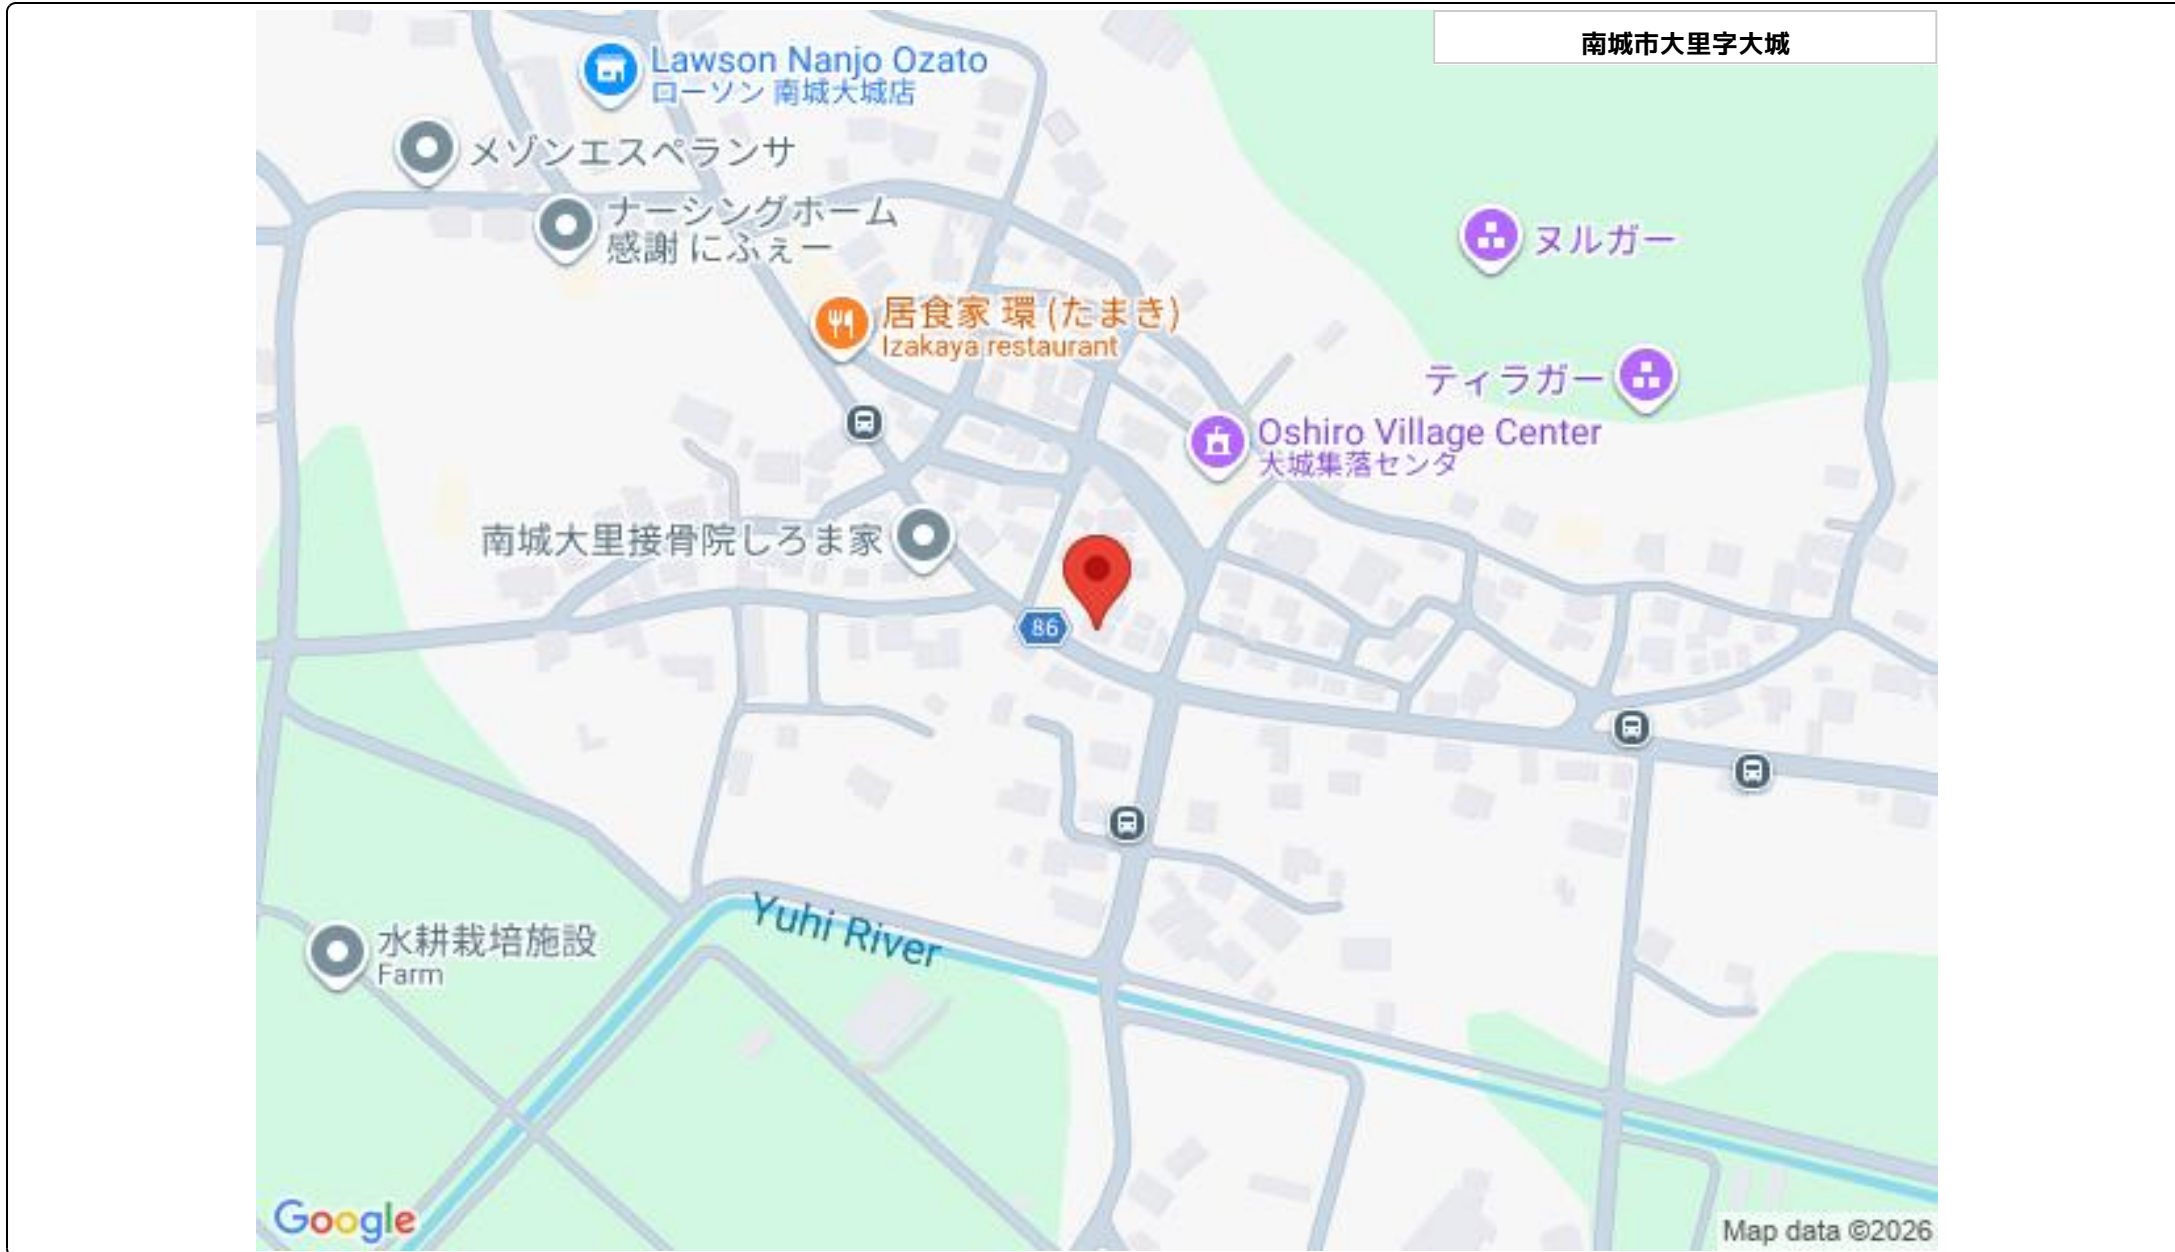 南城市大里字大城
Lawson Nanjo Ozato
ローソン 南城大城店
メゾンエスペランサ
ナーシングホーム
感謝 にふぇー
ヌルガー
居食家 環 (たまき)
Izakaya restaurant
ティラガー
Oshiro Village Center
大城集落センタ
南城大里接骨院しろま家
86
Yuhi River
水耕栽培施設
Farm
Google
Map data ©2026